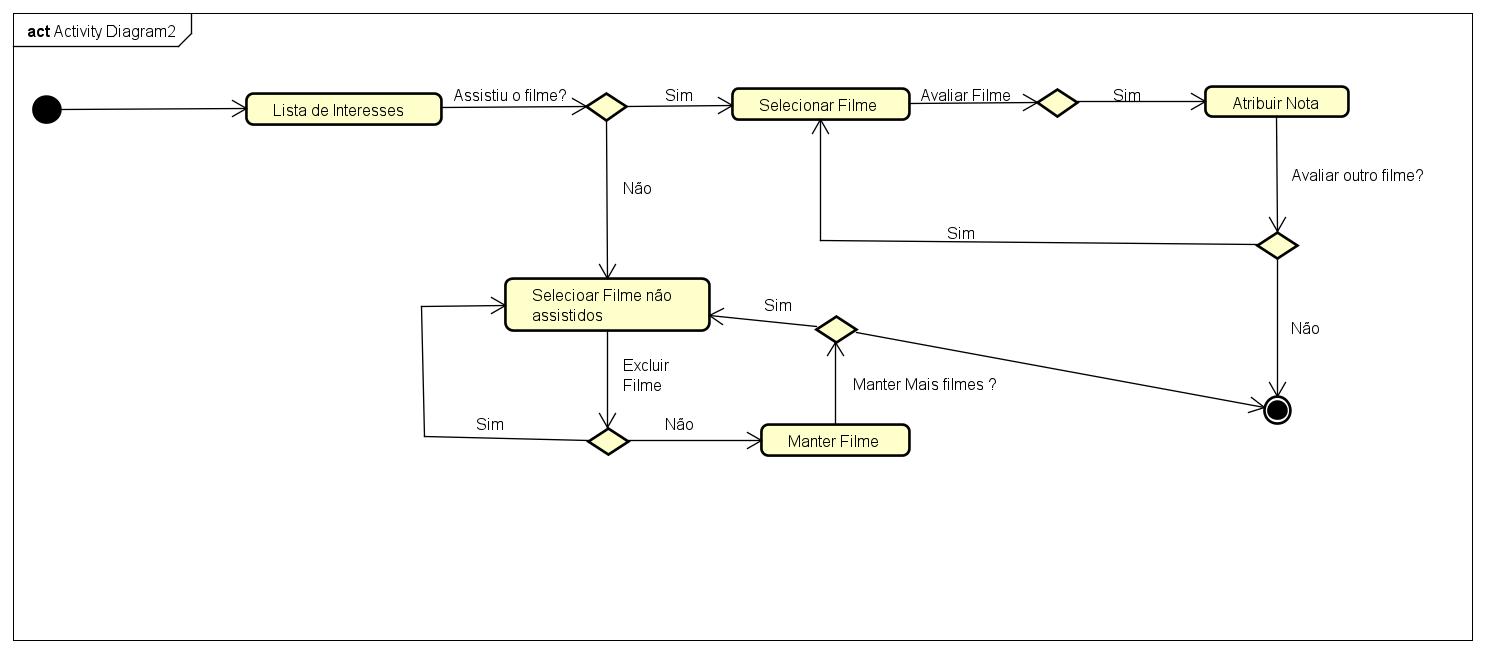 act Activity Diagram2
Lista de Interesses
Assistiu o filme?
Sim
Selecionar Filme
Avaliar Filme
Sim
Atribuir Nota
Não
Avaliar outro filme?
Sim
Selecioar Filme não
assistidos
Sim
Não
Excluir
Filme
Manter Mais filmes ?
Sim
Não
Manter Filme